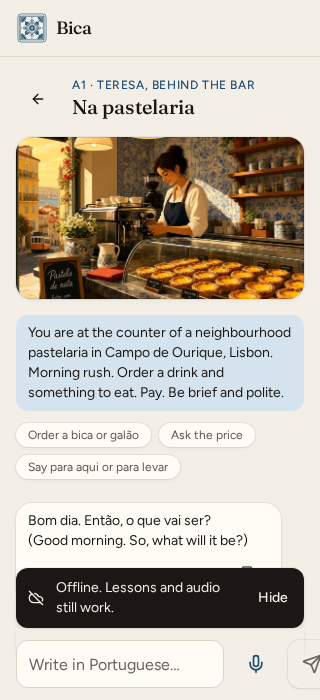 Bica
A1 · TERESA, BEHIND THE BAR
Na pastelaria
Pastela
de nata
You are at the counter of a neighbourhood
pastelaria in Campo de Ourique, Lisbon.
Morning rush. Order a drink and
something to eat. Pay. Be brief and polite.
Order a bica or galão
Ask the price
Say para aqui or para levar
Bom dia. Então, o que vai ser?
(Good morning. So, what will it be?)
Offline. Lessons and audio
still work.
Hide
Write in Portuguese...